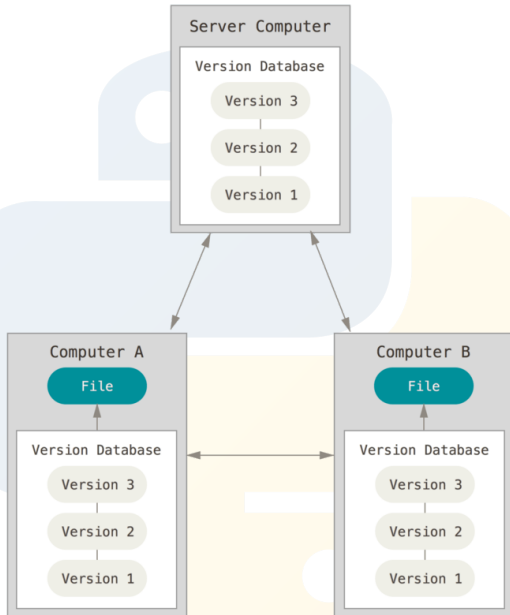 Server Computer
Version Database
Version 3
Version 2
Version 1
Computer A
File
Version Database
Version 3
Version 2
Version 1
Computer B
File
Version Database
Version 3
Version 2
Version 1